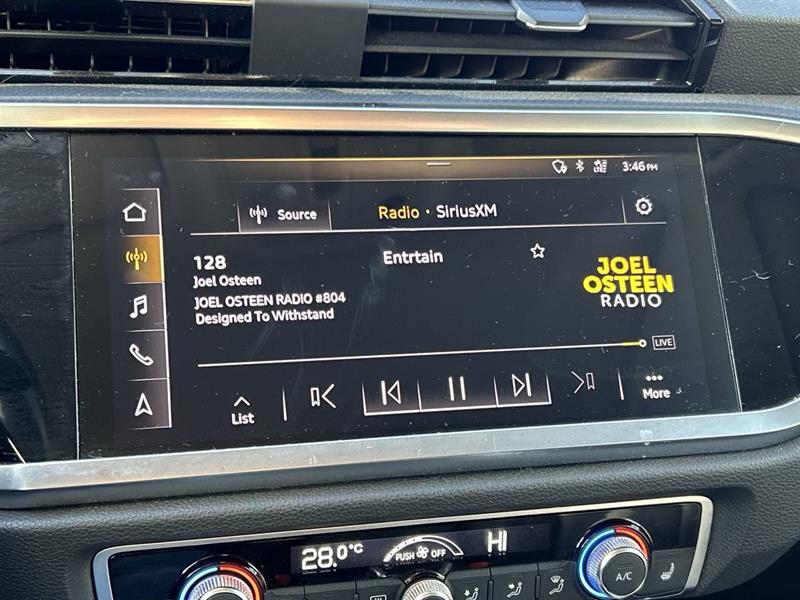 3:46 PM
Source
Radio · SiriusXM
128
Entrtain
Joel Osteen
JOEL OSTEEN RADIO #804
Designed To Withstand
JOEL
OSTEEN
RADIO
LIVE
List
More
28.0°C
PUSH OFF
HI
A/C